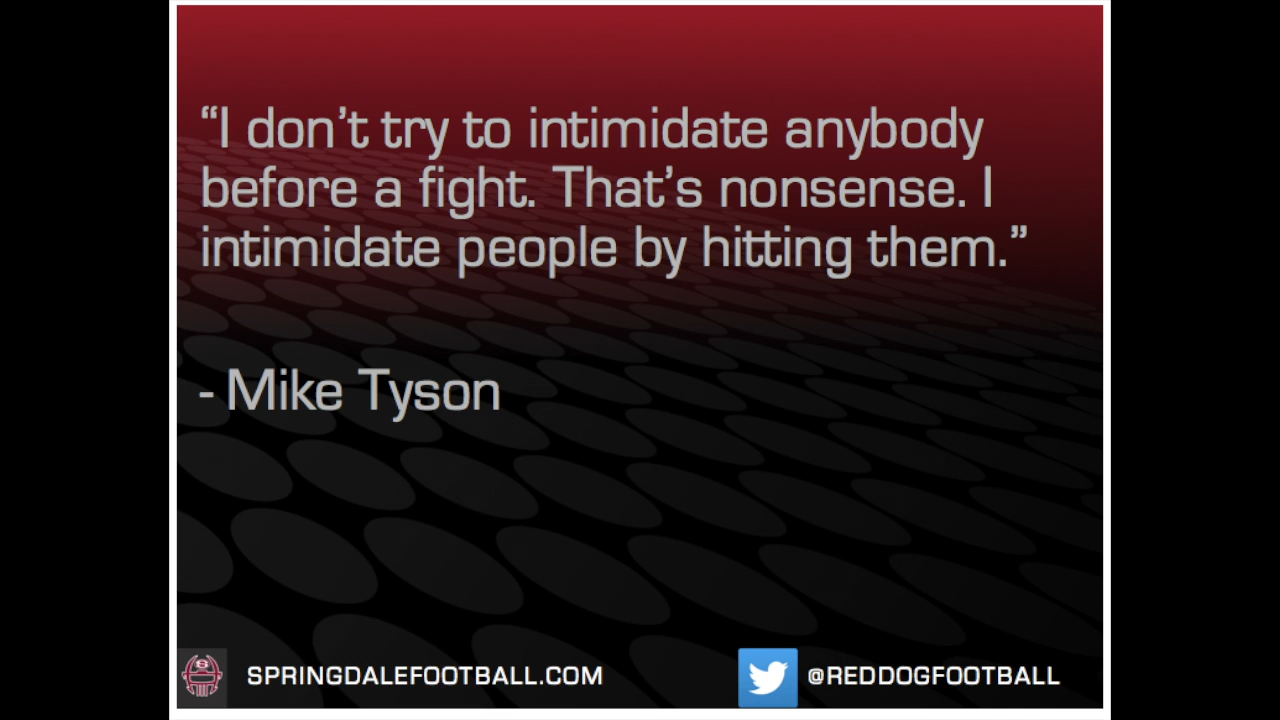 “I don’t try to intimidate anybody
before a fight. That’s nonsense. I
intimidate people by hitting them.”
- Mike Tyson
S
SPRINGDALEFOOTBALL.COM
@REDDOGFOOTBALL